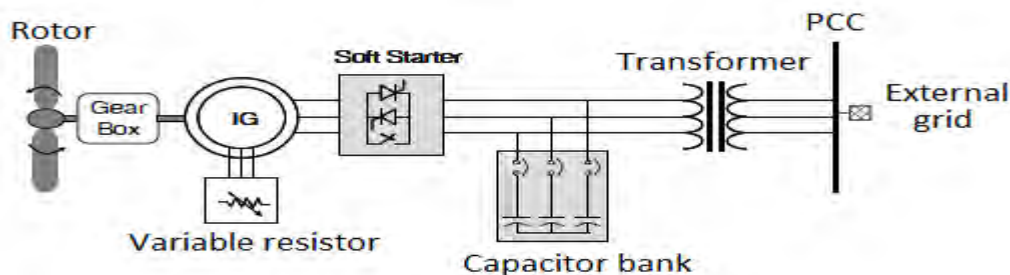 Rotor
Gear
Box
IG
Soft Starter
Variable resistor
Capacitor bank
Transformer
PCC
External
grid